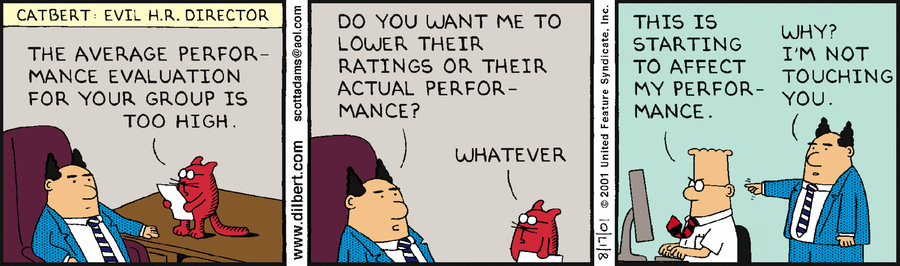 CATBERT: EVIL H.R. DIRECTOR
THE AVERAGE PERFOR-
MANCE EVALUATION
FOR YOUR GROUP IS
TOO HIGH.
www.dilbert.com scottadams@aol.com
DO YOU WANT ME TO
LOWER THEIR
RATINGS OR THEIR
ACTUAL PERFOR-
MANCE?
WHATEVER
8/17/01 © 2001 United Feature Syndicate, Inc.
THIS IS
STARTING
TO AFFECT
MY PERFOR-
MANCE.
WHY?
I'M NOT
TOUCHING
YOU.